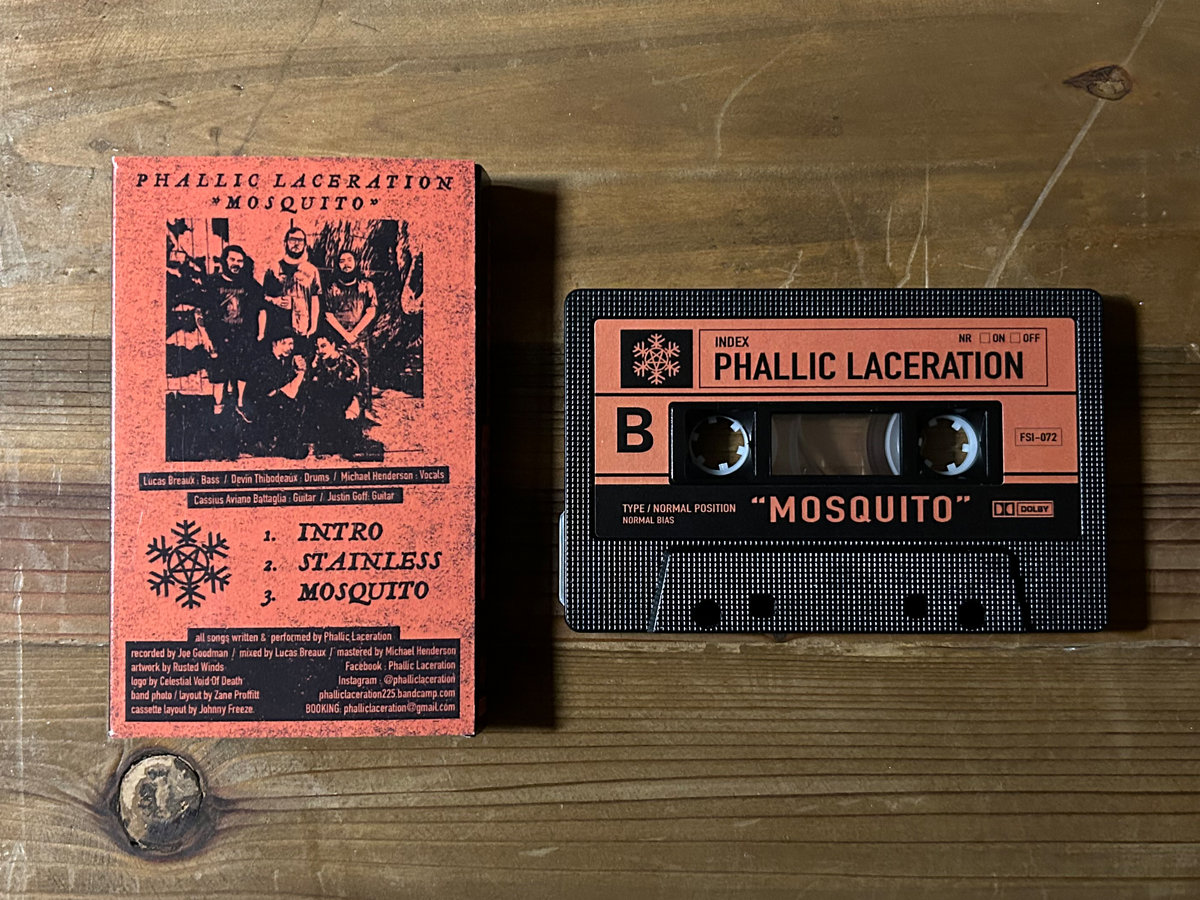 PHALLIC LACERATION
"MOSQUITO"
Lucas Breaux : Bass / Devin Thibodeaux : Drums / Michael Henderson : Vocals
Cassius Aviano Battaglia : Guitar / Justin Goff: Guitar
1. INTRO
2. STAINLESS
3. MOSQUITO
all songs written & performed by Phallic Laceration
recorded by Joe Goodman / mixed by Lucas Breaux / mastered by Michael Henderson
artwork by Rusted Winds
Facebook : Phallic Laceration
logo by Celestial Void Of Death
Instagram : @phalliclaceration
band photo / layout by Zane Proffitt
phalliclaceration225.bandcamp.com
cassette layout by Johnny Freeze.
BOOKING: phalliclaceration@gmail.com
INDEX
NR ON OFF
PHALLIC LACERATION
B
FSI-072
TYPE / NORMAL POSITION
NORMAL BIAS
"MOSQUITO"
DOLBY